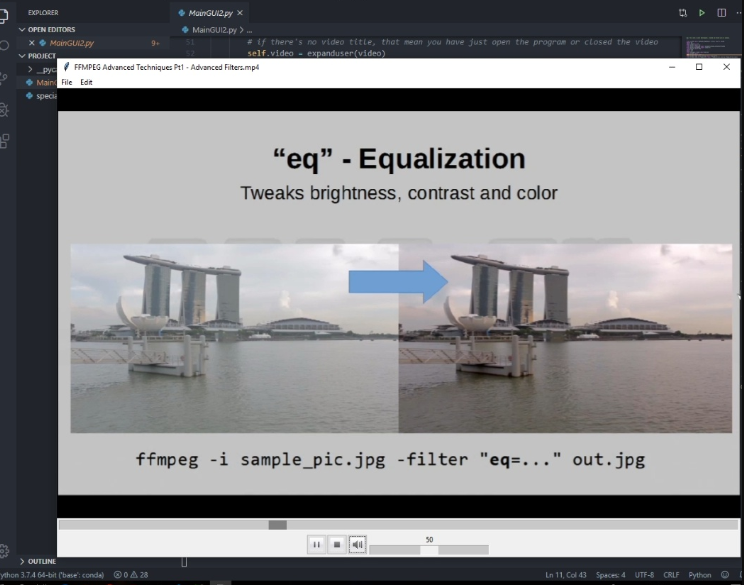 EXPLORER
MainGUI2.py
OPEN EDITORS
MainGUI2.py 9+
MainGUI2.py > ...
PROJECT
51 # if there's no video title, that mean you have just open the program or closed the video
52 self.video = expanduser(video)
FFMPEG Advanced Techniques Pt1 - Advanced Filters.mp4
File Edit
“eq” - Equalization
Tweaks brightness, contrast and color
ffmpeg -i sample_pic.jpg -filter "eq=..." out.jpg
50
OUTLINE
ython 3.7.4 64-bit ('base': conda) 0 28 Ln 11, Col 43 Spaces: 4 UTF-8 CRLF Python